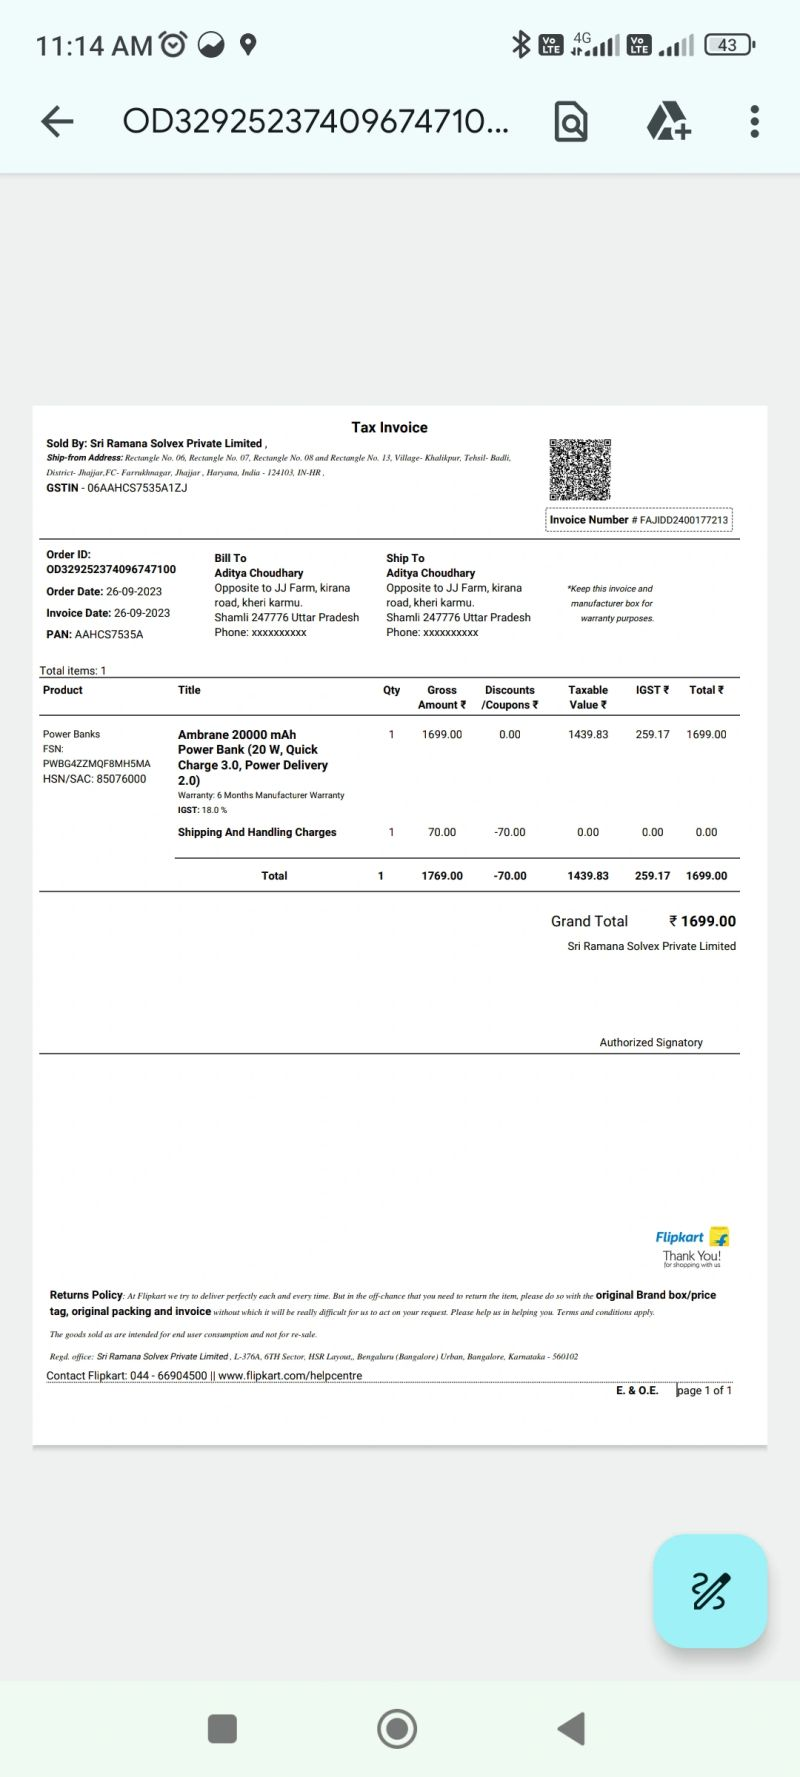 11:14 AM
Vo LTE 4G Vo LTE 43
OD32925237409674710...
Tax Invoice
Sold By: Sri Ramana Solvex Private Limited ,
Ship-from Address: Rectangle No. 06, Rectangle No. 07, Rectangle No. 08 and Rectangle No. 13, Village- Khalikpur, Tehsil- Badli,
District- Jhajjar,FC- Farrukhnagar, Jhajjar , Haryana, India - 124103, IN-HR ,
GSTIN - 06AAHCS7535A1ZJ
Invoice Number # FAJIDD2400177213
Order ID:
OD329252374096747100
Order Date: 26-09-2023
Invoice Date: 26-09-2023
PAN: AAHCS7535A
Bill To
Aditya Choudhary
Opposite to JJ Farm, kirana
road, kheri karmu.
Shamli 247776 Uttar Pradesh
Phone: xxxxxxxxxx
Ship To
Aditya Choudhary
Opposite to JJ Farm, kirana
road, kheri karmu.
Shamli 247776 Uttar Pradesh
Phone: xxxxxxxxxx
*Keep this invoice and
manufacturer box for
warranty purposes.
Total items: 1
Product Title Qty Gross Amount ₹ Discounts /Coupons ₹ Taxable Value ₹ IGST ₹ Total ₹
Power Banks
FSN:
PWBG4ZZMQF8MH5MA
HSN/SAC: 85076000
Ambrane 20000 mAh
Power Bank (20 W, Quick
Charge 3.0, Power Delivery
2.0)
Warranty: 6 Months Manufacturer Warranty
IGST: 18.0 %
1 1699.00 0.00 1439.83 259.17 1699.00
Shipping And Handling Charges 1 70.00 -70.00 0.00 0.00 0.00
Total 1 1769.00 -70.00 1439.83 259.17 1699.00
Grand Total ₹ 1699.00
Sri Ramana Solvex Private Limited
Authorized Signatory
Flipkart
Thank You!
for shopping with us
Returns Policy: At Flipkart we try to deliver perfectly each and every time. But in the off-chance that you need to return the item, please do so with the original Brand box/price
tag, original packing and invoice without which it will be really difficult for us to act on your request. Please help us in helping you. Terms and conditions apply.
The goods sold as are intended for end user consumption and not for re-sale.
Regd. office: Sri Ramana Solvex Private Limited , L-376A, 6TH Sector, HSR Layout,, Bengaluru (Bangalore) Urban, Bangalore, Karnataka - 560102
Contact Flipkart: 044 - 66904500 || www.flipkart.com/helpcentre
E. & O.E. page 1 of 1